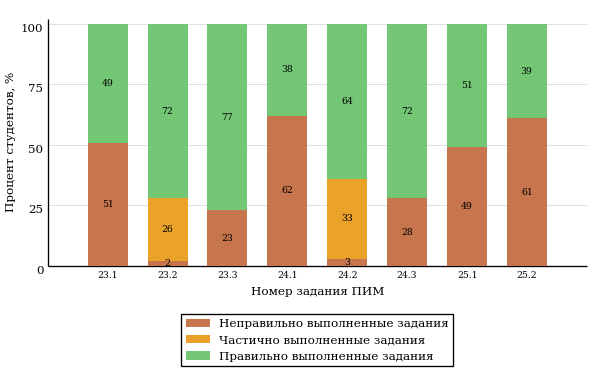 Процент студентов, %
100
75
50
25
0
49 72 77 38 64 72 51 39
26 33
51 2 23 62 3 28 49 61
23.1 23.2 23.3 24.1 24.2 24.3 25.1 25.2
Номер задания ПИМ
Неправильно выполненные задания
Частично выполненные задания
Правильно выполненные задания